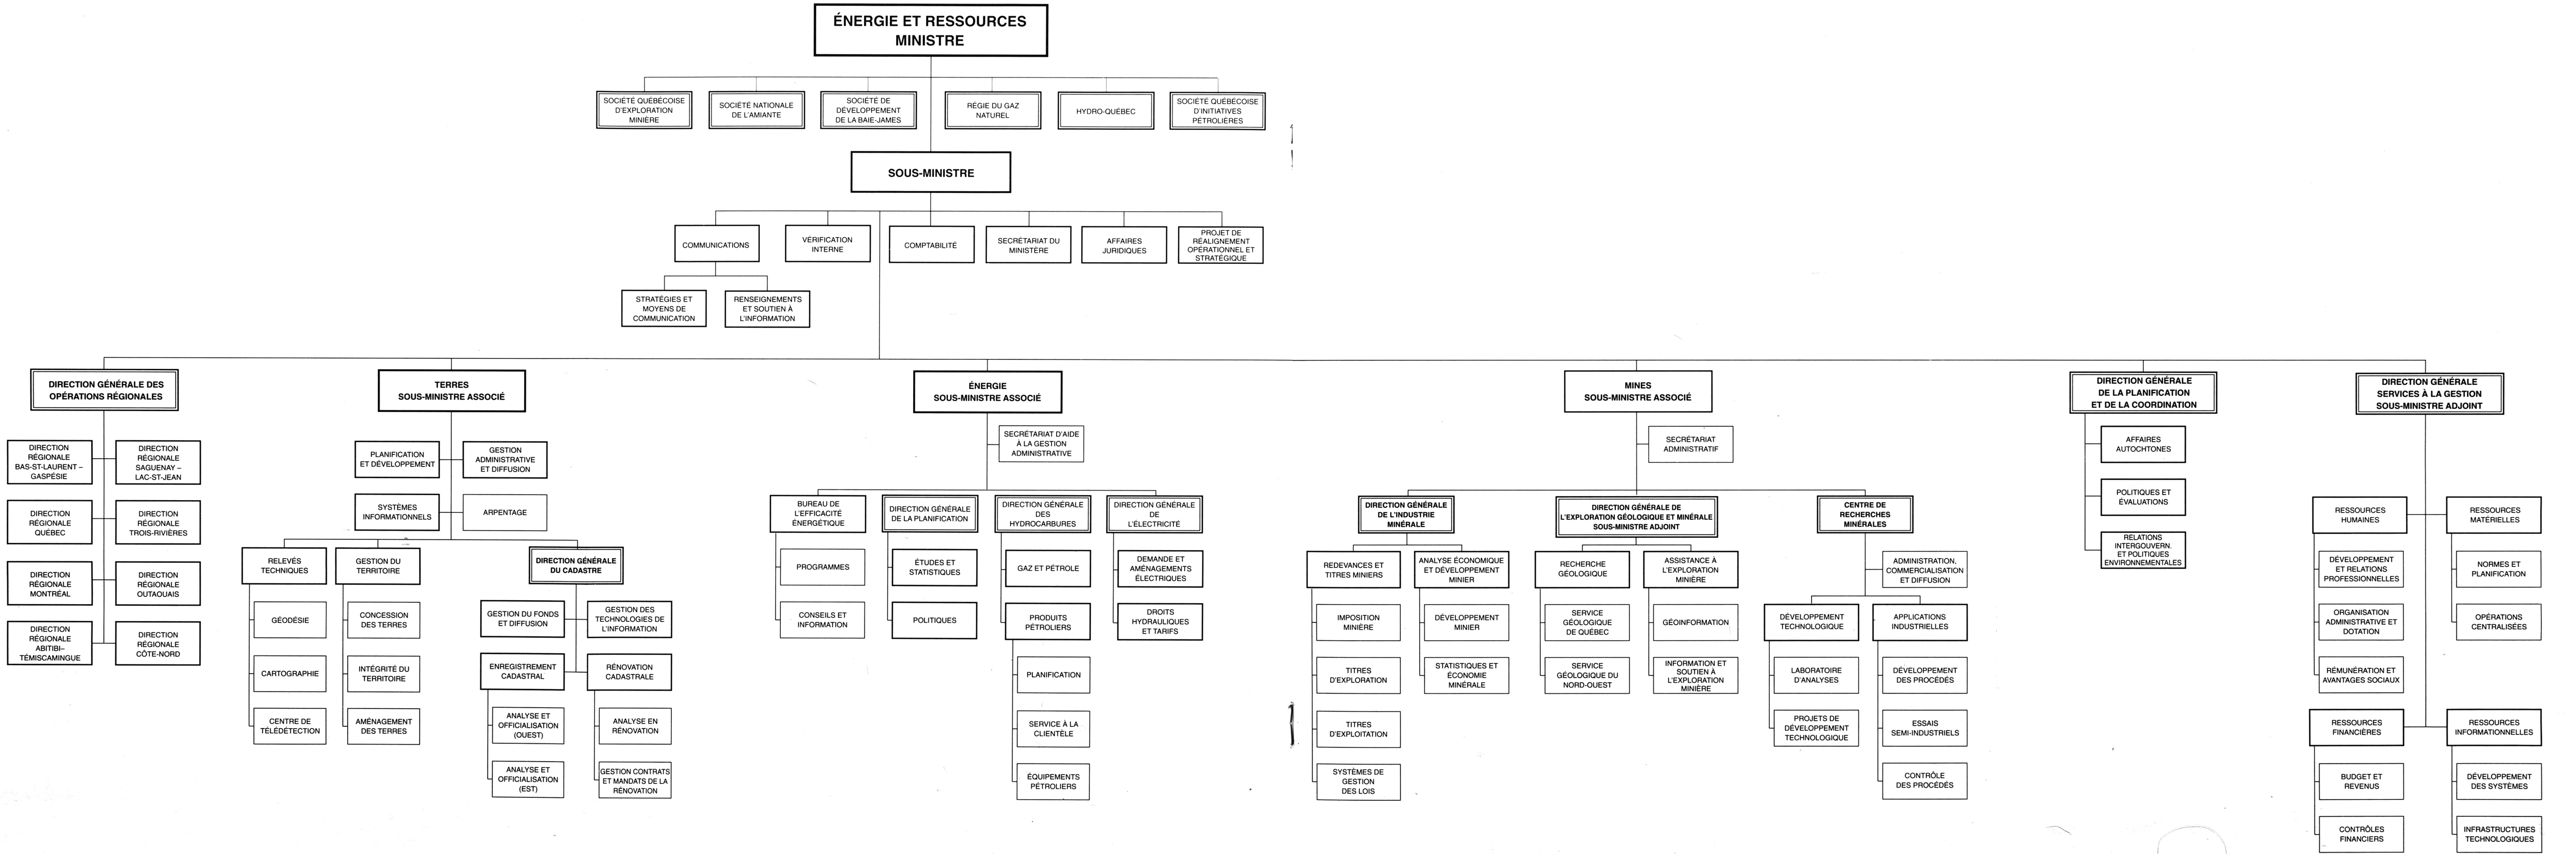 ÉNERGIE ET RESSOURCES
MINISTRE
SOCIÉTÉ QUÉBÉCOISE
D'EXPLORATION
MINIÈRE
SOCIÉTÉ NATIONALE
DE L'AMIANTE
SOCIÉTÉ DE
DÉVELOPPEMENT
DE LA BAIE-JAMES
RÉGIE DU GAZ
NATUREL
HYDRO-QUÉBEC
SOCIÉTÉ QUÉBÉCOISE
D'INITIATIVES
PÉTROLIÈRES
SOUS-MINISTRE
COMMUNICATIONS
VÉRIFICATION
INTERNE
COMPTABILITÉ
SECRÉTARIAT DU
MINISTÈRE
AFFAIRES
JURIDIQUES
PROJET DE
RÉALIGNEMENT
OPÉRATIONNEL ET
STRATÉGIQUE
STRATÉGIES ET
MOYENS DE
COMMUNICATION
RENSEIGNEMENTS
ET SOUTIEN À
L'INFORMATION
DIRECTION GÉNÉRALE DES
OPÉRATIONS RÉGIONALES
DIRECTION
RÉGIONALE
BAS-ST-LAURENT –
GASPÉSIE
DIRECTION
RÉGIONALE
SAGUENAY –
LAC-ST-JEAN
DIRECTION
RÉGIONALE
QUÉBEC
DIRECTION
RÉGIONALE
TROIS-RIVIÈRES
DIRECTION
RÉGIONALE
MONTRÉAL
DIRECTION
RÉGIONALE
OUTAOUAIS
DIRECTION
RÉGIONALE
ABITIBI–
TÉMISCAMINGUE
DIRECTION
RÉGIONALE
CÔTE-NORD
TERRES
SOUS-MINISTRE ASSOCIÉ
PLANIFICATION
ET DÉVELOPPEMENT
GESTION
ADMINISTRATIVE
ET DIFFUSION
SYSTÈMES
INFORMATIONNELS
ARPENTAGE
RELEVÉS
TECHNIQUES
GÉODÉSIE
CARTOGRAPHIE
CENTRE DE
TÉLÉDÉTECTION
GESTION DU
TERRITOIRE
CONCESSION
DES TERRES
INTÉGRITÉ DU
TERRITOIRE
AMÉNAGEMENT
DES TERRES
DIRECTION GÉNÉRALE
DU CADASTRE
GESTION DU FONDS
ET DIFFUSION
GESTION DES
TECHNOLOGIES DE
L'INFORMATION
ENREGISTREMENT
CADASTRAL
ANALYSE ET
OFFICIALISATION
(OUEST)
ANALYSE ET
OFFICIALISATION
(EST)
RÉNOVATION
CADASTRALE
ANALYSE EN
RÉNOVATION
GESTION CONTRATS
ET MANDATS DE LA
RÉNOVATION
ÉNERGIE
SOUS-MINISTRE ASSOCIÉ
SECRÉTARIAT D'AIDE
À LA GESTION
ADMINISTRATIVE
BUREAU DE
L'EFFICACITÉ
ÉNERGÉTIQUE
PROGRAMMES
CONSEILS ET
INFORMATION
DIRECTION GÉNÉRALE
DE LA PLANIFICATION
ÉTUDES ET
STATISTIQUES
POLITIQUES
DIRECTION GÉNÉRALE
DES
HYDROCARBURES
GAZ ET PÉTROLE
PRODUITS
PÉTROLIERS
PLANIFICATION
SERVICE À LA
CLIENTÈLE
ÉQUIPEMENTS
PÉTROLIERS
DIRECTION GÉNÉRALE
DE
L'ÉLECTRICITÉ
DEMANDE ET
AMÉNAGEMENTS
ÉLECTRIQUES
DROITS
HYDRAULIQUES
ET TARIFS
MINES
SOUS-MINISTRE ASSOCIÉ
SECRÉTARIAT
ADMINISTRATIF
DIRECTION GÉNÉRALE
DE L'INDUSTRIE
MINÉRALE
REDEVANCES ET
TITRES MINIERS
IMPOSITION
MINIÈRE
TITRES
D'EXPLORATION
TITRES
D'EXPLOITATION
SYSTÈMES DE
GESTION
DES LOIS
ANALYSE ÉCONOMIQUE
ET DÉVELOPPEMENT
MINIER
DÉVELOPPEMENT
MINIER
STATISTIQUES ET
ÉCONOMIE
MINÉRALE
DIRECTION GÉNÉRALE DE
L'EXPLORATION GÉOLOGIQUE ET MINÉRALE
SOUS-MINISTRE ADJOINT
RECHERCHE
GÉOLOGIQUE
SERVICE
GÉOLOGIQUE
DE QUÉBEC
SERVICE
GÉOLOGIQUE DU
NORD-OUEST
ASSISTANCE À
L'EXPLORATION
MINIÈRE
GÉOINFORMATION
INFORMATION ET
SOUTIEN À
L'EXPLORATION
MINIÈRE
CENTRE DE
RECHERCHES
MINÉRALES
ADMINISTRATION,
COMMERCIALISATION
ET DIFFUSION
DÉVELOPPEMENT
TECHNOLOGIQUE
LABORATOIRE
D'ANALYSES
PROJETS DE
DÉVELOPPEMENT
TECHNOLOGIQUE
APPLICATIONS
INDUSTRIELLES
DÉVELOPPEMENT
DES PROCÉDÉS
ESSAIS
SEMI-INDUSTRIELS
CONTRÔLE
DES PROCÉDÉS
DIRECTION GÉNÉRALE
DE LA PLANIFICATION
ET DE LA COORDINATION
AFFAIRES
AUTOCHTONES
POLITIQUES ET
ÉVALUATIONS
RELATIONS
INTERGOUVERN.
ET POLITIQUES
ENVIRONNEMENTALES
DIRECTION GÉNÉRALE
SERVICES À LA GESTION
SOUS-MINISTRE ADJOINT
RESSOURCES
HUMAINES
DÉVELOPPEMENT
ET RELATIONS
PROFESSIONNELLES
ORGANISATION
ADMINISTRATIVE ET
DOTATION
RÉMUNÉRATION ET
AVANTAGES SOCIAUX
RESSOURCES
MATÉRIELLES
NORMES ET
PLANIFICATION
OPÉRATIONS
CENTRALISÉES
RESSOURCES
FINANCIÈRES
BUDGET ET
REVENUS
CONTRÔLES
FINANCIERS
RESSOURCES
INFORMATIONNELLES
DÉVELOPPEMENT
DES SYSTÈMES
INFRASTRUCTURES
TECHNOLOGIQUES